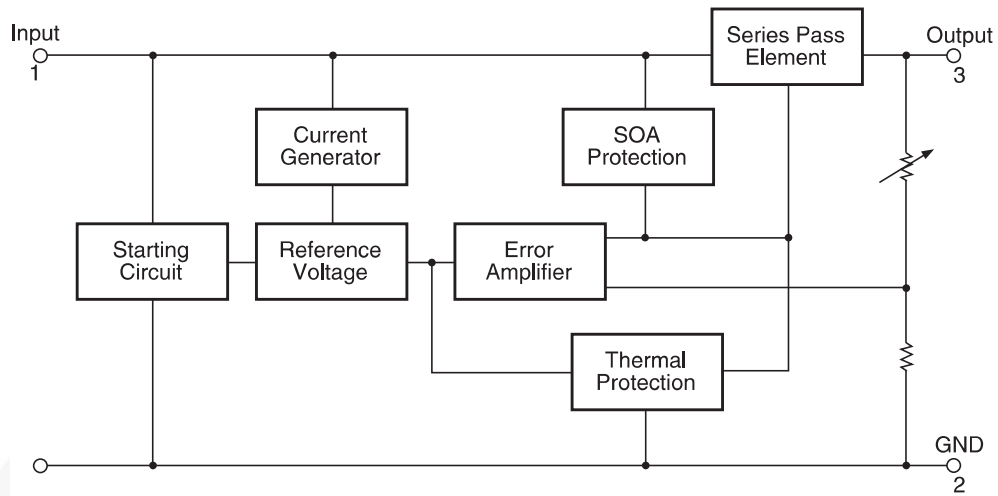 Input
1
Series Pass
Element
Output
3
Current
Generator
SOA
Protection
Starting
Circuit
Reference
Voltage
Error
Amplifier
Thermal
Protection
GND
2